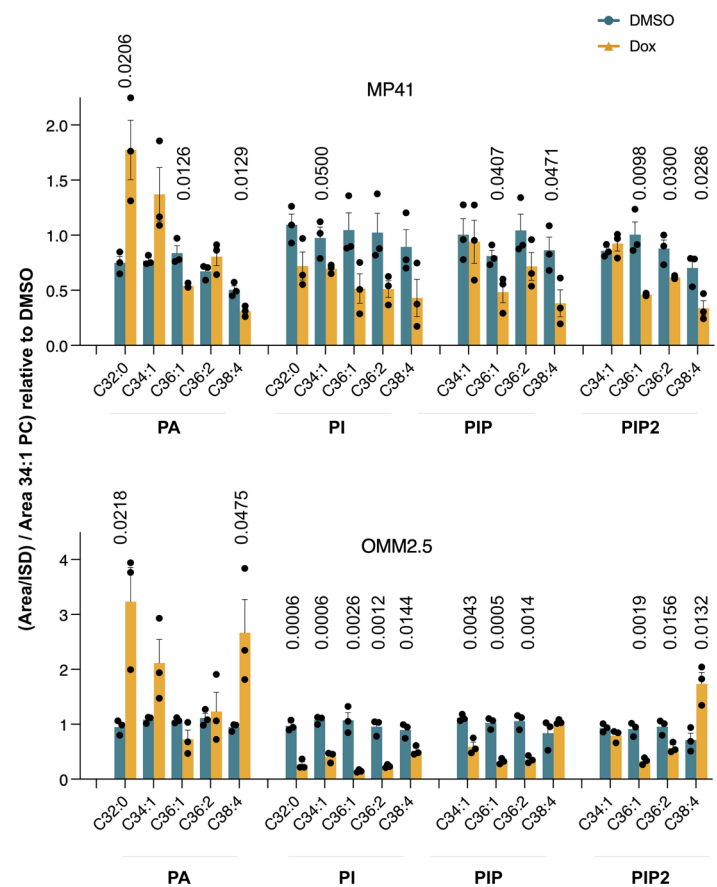 DMSO
Dox
MP41
0.0206
0.0126
0.0129
0.0500
0.0407
0.0471
0.0098
0.0300
0.0286
2.0
1.5
1.0
0.5
0.0
C32:0 C34:1 C36:1 C36:2 C38:4
C32:0 C34:1 C36:1 C36:2 C38:4
C34:1 C36:1 C36:2 C38:4
C34:1 C36:1 C36:2 C38:4
PA PI PIP PIP2
(Area/ISD) / Area 34:1 PC) relative to DMSO
OMM2.5
0.0218
0.0475
0.0006
0.0006
0.0026
0.0012
0.0144
0.0043
0.0005
0.0014
0.0019
0.0156
0.0132
4
3
2
1
0
C32:0 C34:1 C36:1 C36:2 C38:4
C32:0 C34:1 C36:1 C36:2 C38:4
C34:1 C36:1 C36:2 C38:4
C34:1 C36:1 C36:2 C38:4
PA PI PIP PIP2